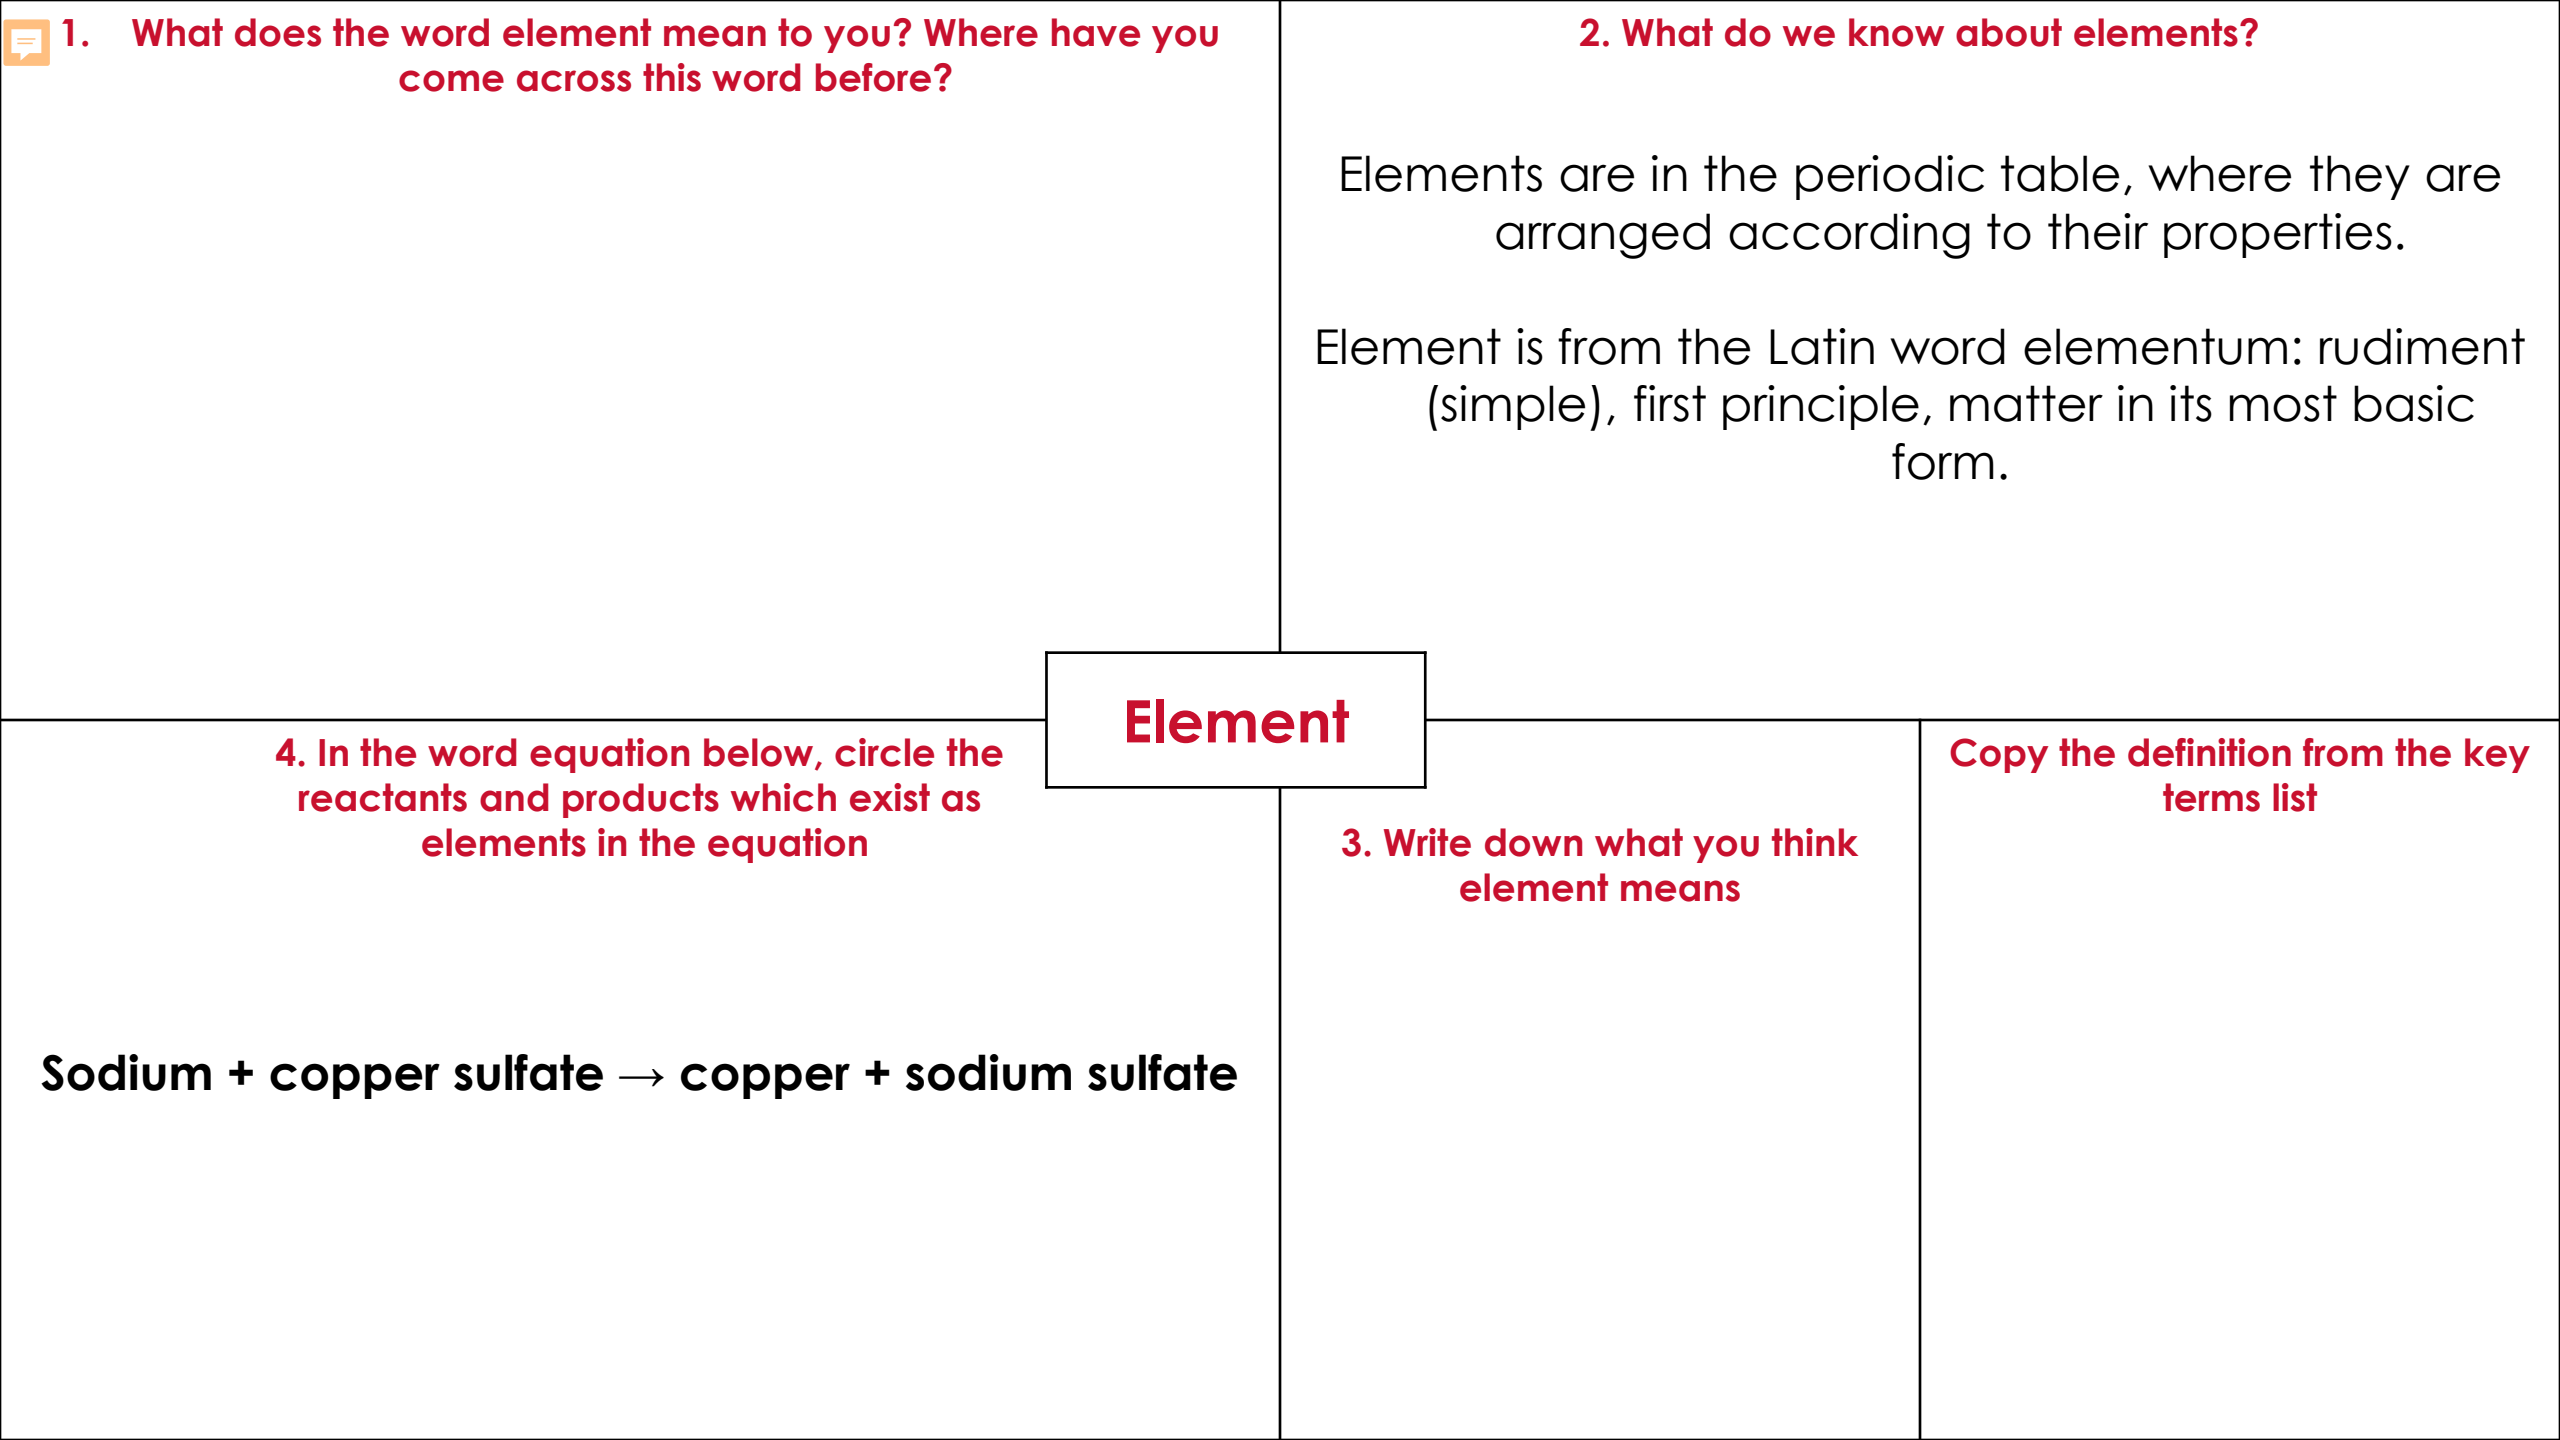 1. What does the word element mean to you? Where have you
come across this word before?
2. What do we know about elements?
Elements are in the periodic table, where they are
arranged according to their properties.
Element is from the Latin word elementum: rudiment
(simple), first principle, matter in its most basic
form.
Element
4. In the word equation below, circle the
reactants and products which exist as
elements in the equation
Sodium + copper sulfate → copper + sodium sulfate
3. Write down what you think
element means
Copy the definition from the key
terms list